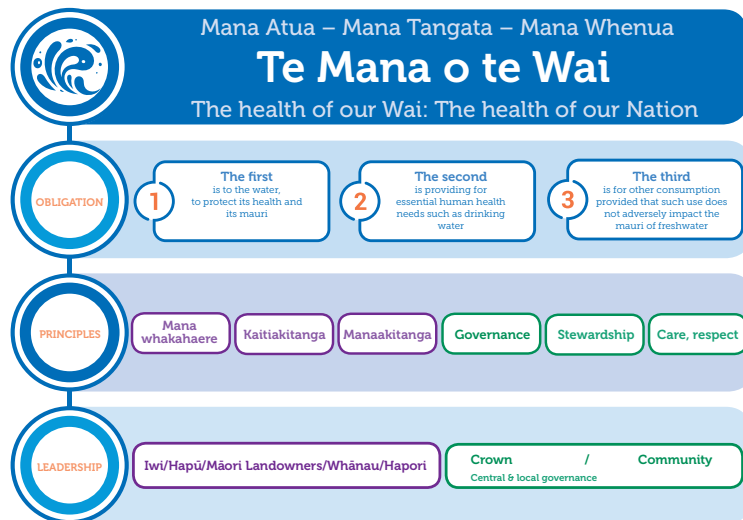 Mana Atua – Mana Tangata – Mana Whenua
Te Mana o te Wai
The health of our Wai: The health of our Nation
OBLIGATION
1
The first
is to the water,
to protect its health and
its mauri
2
The second
is providing for
essential human health
needs such as drinking
water
3
The third
is for other consumption
provided that such use does
not adversely impact the
mauri of freshwater
PRINCIPLES
Mana
whakahaere
Kaitiakitanga
Manaakitanga
Governance
Stewardship
Care, respect
LEADERSHIP
Iwi/Hapū/Māori Landowners/Whānau/Hapori
Crown / Community
Central & local governance